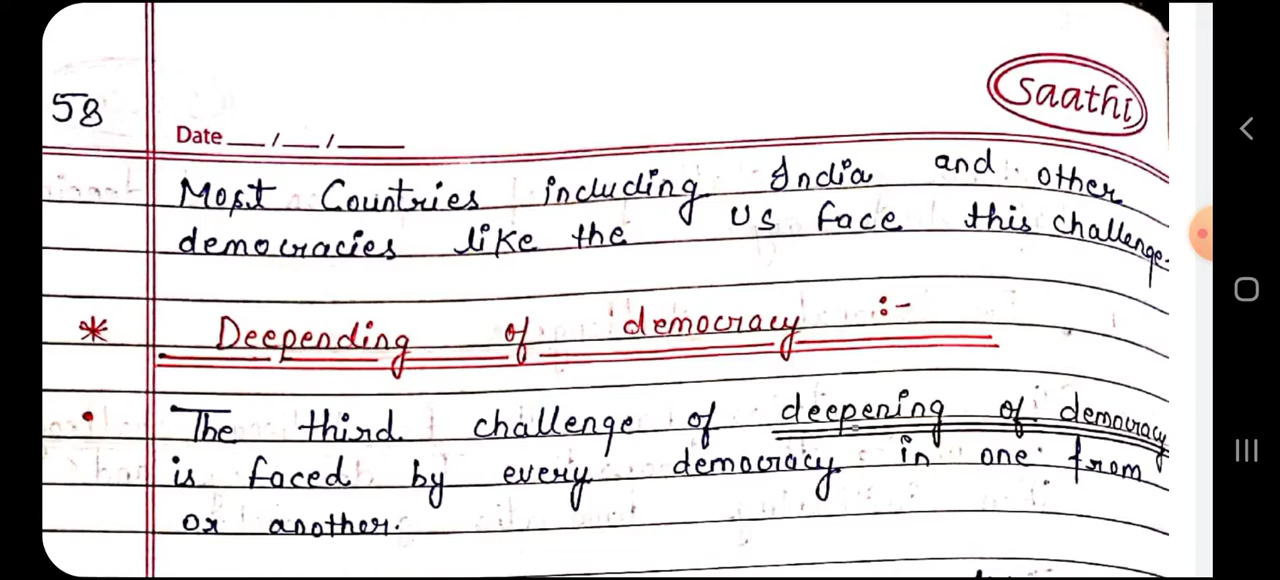 saathi
58
Date __/__/____
Most Countries including India and other
democracies like the US face this challenge.
* Deepending of democracy :-
• The third challenge of deepening of democracy
is faced by every democracy in one from
or another.